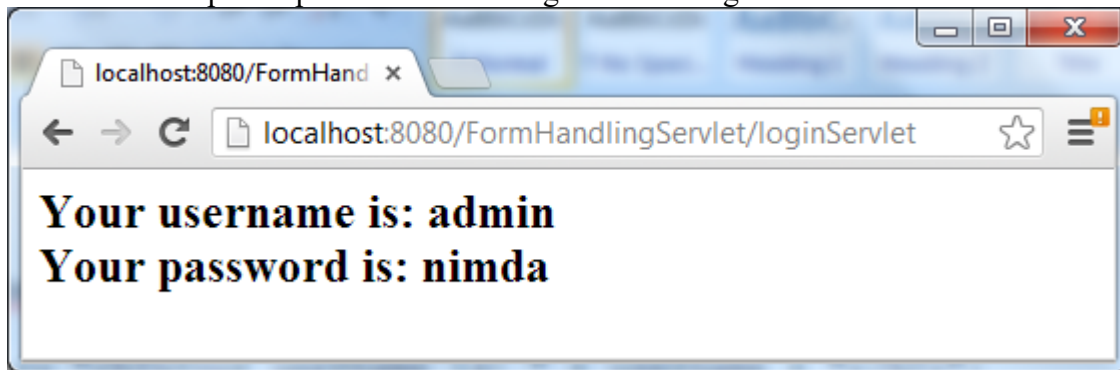 localhost:8080/FormHand
localhost:8080/FormHandlingServlet/loginServlet
Your username is: admin
Your password is: nimda